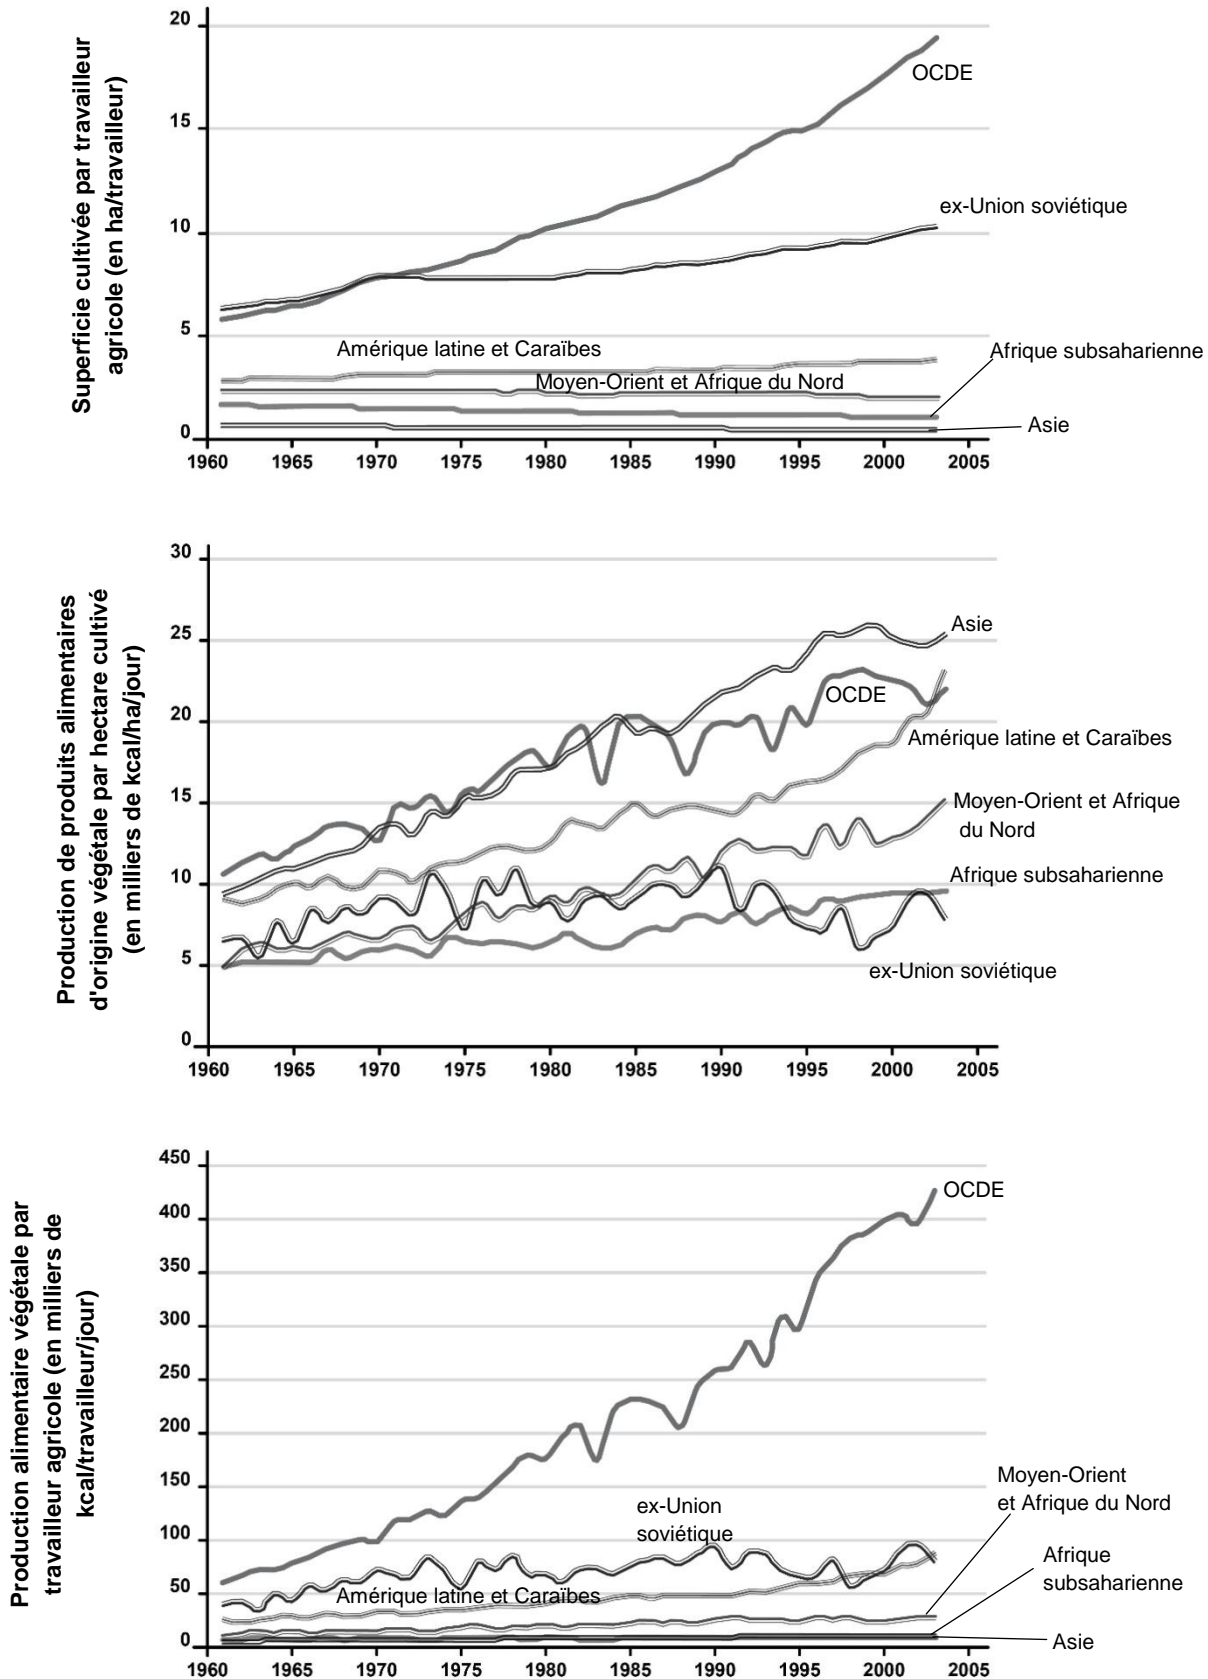 Superficie cultivée par travailleur
agricole (en ha/travailleur)
20
15
10
5
0
OCDE
ex-Union soviétique
Amérique latine et Caraïbes
Afrique subsaharienne
Moyen-Orient et Afrique du Nord
Asie
1960 1965 1970 1975 1980 1985 1990 1995 2000 2005
Production de produits alimentaires
d'origine végétale par hectare cultivé
(en milliers de kcal/ha/jour)
30
25
20
15
10
5
0
Asie
OCDE
Amérique latine et Caraïbes
Moyen-Orient et Afrique
du Nord
Afrique subsaharienne
ex-Union soviétique
1960 1965 1970 1975 1980 1985 1990 1995 2000 2005
Production alimentaire végétale par
travailleur agricole (en milliers de
kcal/travailleur/jour)
450
400
350
300
250
200
150
100
50
0
OCDE
Moyen-Orient
et Afrique du Nord
ex-Union
soviétique
Afrique
subsaharienne
Amérique latine et Caraïbes
Asie
1960 1965 1970 1975 1980 1985 1990 1995 2000 2005